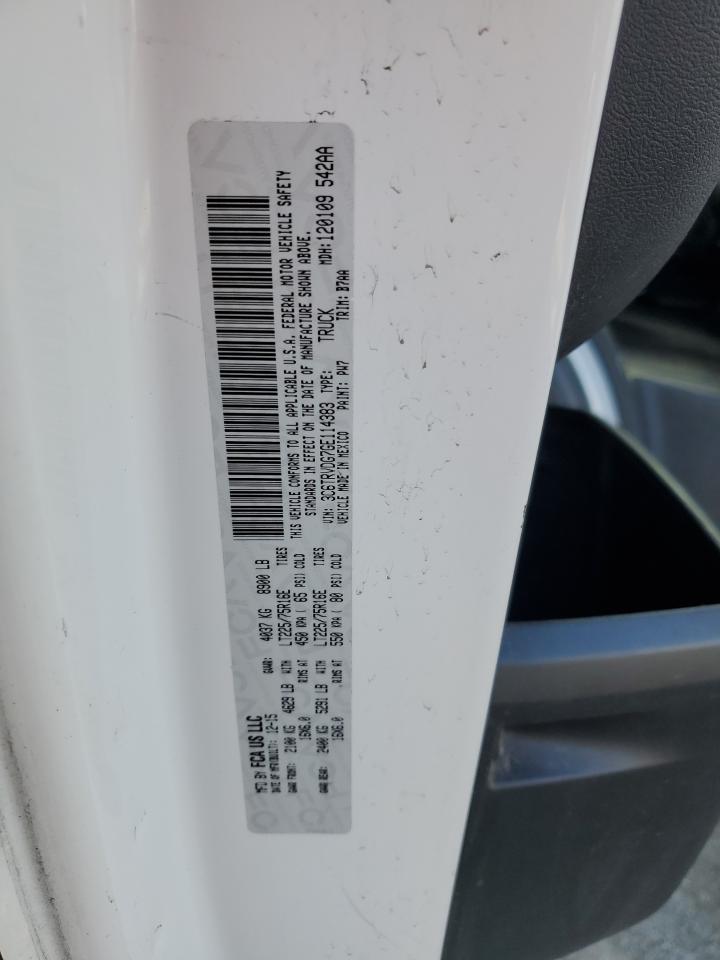 MFD BY FCA US LLC
DATE OF MFR(BUILT): 12-15
GVWR: 4037 KG 8900 LB
GAWR FRONT: 2100 KG 4629 LB WITH LT225/75R16E TIRES
16X6.0 RIMS AT 450 KPA ( 65 PSI) COLD
GAWR REAR: 2400 KG 5291 LB WITH LT225/75R16E TIRES
16X6.0 RIMS AT 550 KPA ( 80 PSI) COLD
THIS VEHICLE CONFORMS TO ALL APPLICABLE U.S.A. FEDERAL MOTOR VEHICLE SAFETY
STANDARDS IN EFFECT ON THE DATE OF MANUFACTURE SHOWN ABOVE.
VIN: 3C6TRVDG7GE114383 TYPE: TRUCK MDH:120109 542AA
VEHICLE MADE IN MEXICO PAINT: PW7 TRIM: B7AA